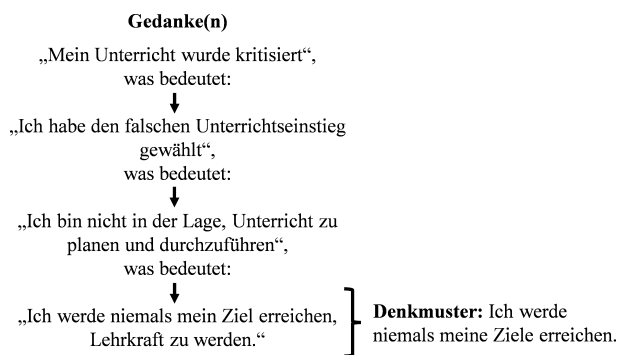 Gedanke(n)
„Mein Unterricht wurde kritisiert“,
was bedeutet:
„Ich habe den falschen Unterrichtseinstieg
gewählt“,
was bedeutet:
„Ich bin nicht in der Lage, Unterricht zu
planen und durchzuführen“,
was bedeutet:
„Ich werde niemals mein Ziel erreichen,
Lehrkraft zu werden.“
Denkmuster: Ich werde
niemals meine Ziele erreichen.